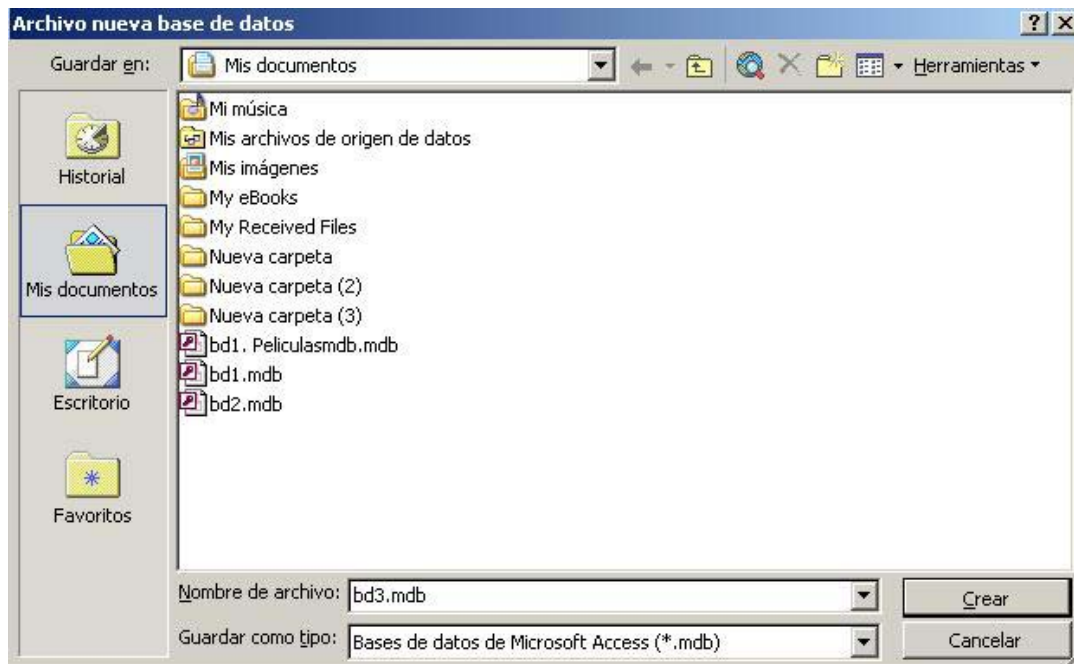 Archivo nueva base de datos
Guardar en: Mis documentos Herramientas
Historial
Mis documentos
Escritorio
Favoritos
Mi música
Mis archivos de origen de datos
Mis imágenes
My eBooks
My Received Files
Nueva carpeta
Nueva carpeta (2)
Nueva carpeta (3)
bd1. Peliculasmdb.mdb
bd1.mdb
bd2.mdb
Nombre de archivo: bd3.mdb Crear
Guardar como tipo: Bases de datos de Microsoft Access (*.mdb) Cancelar